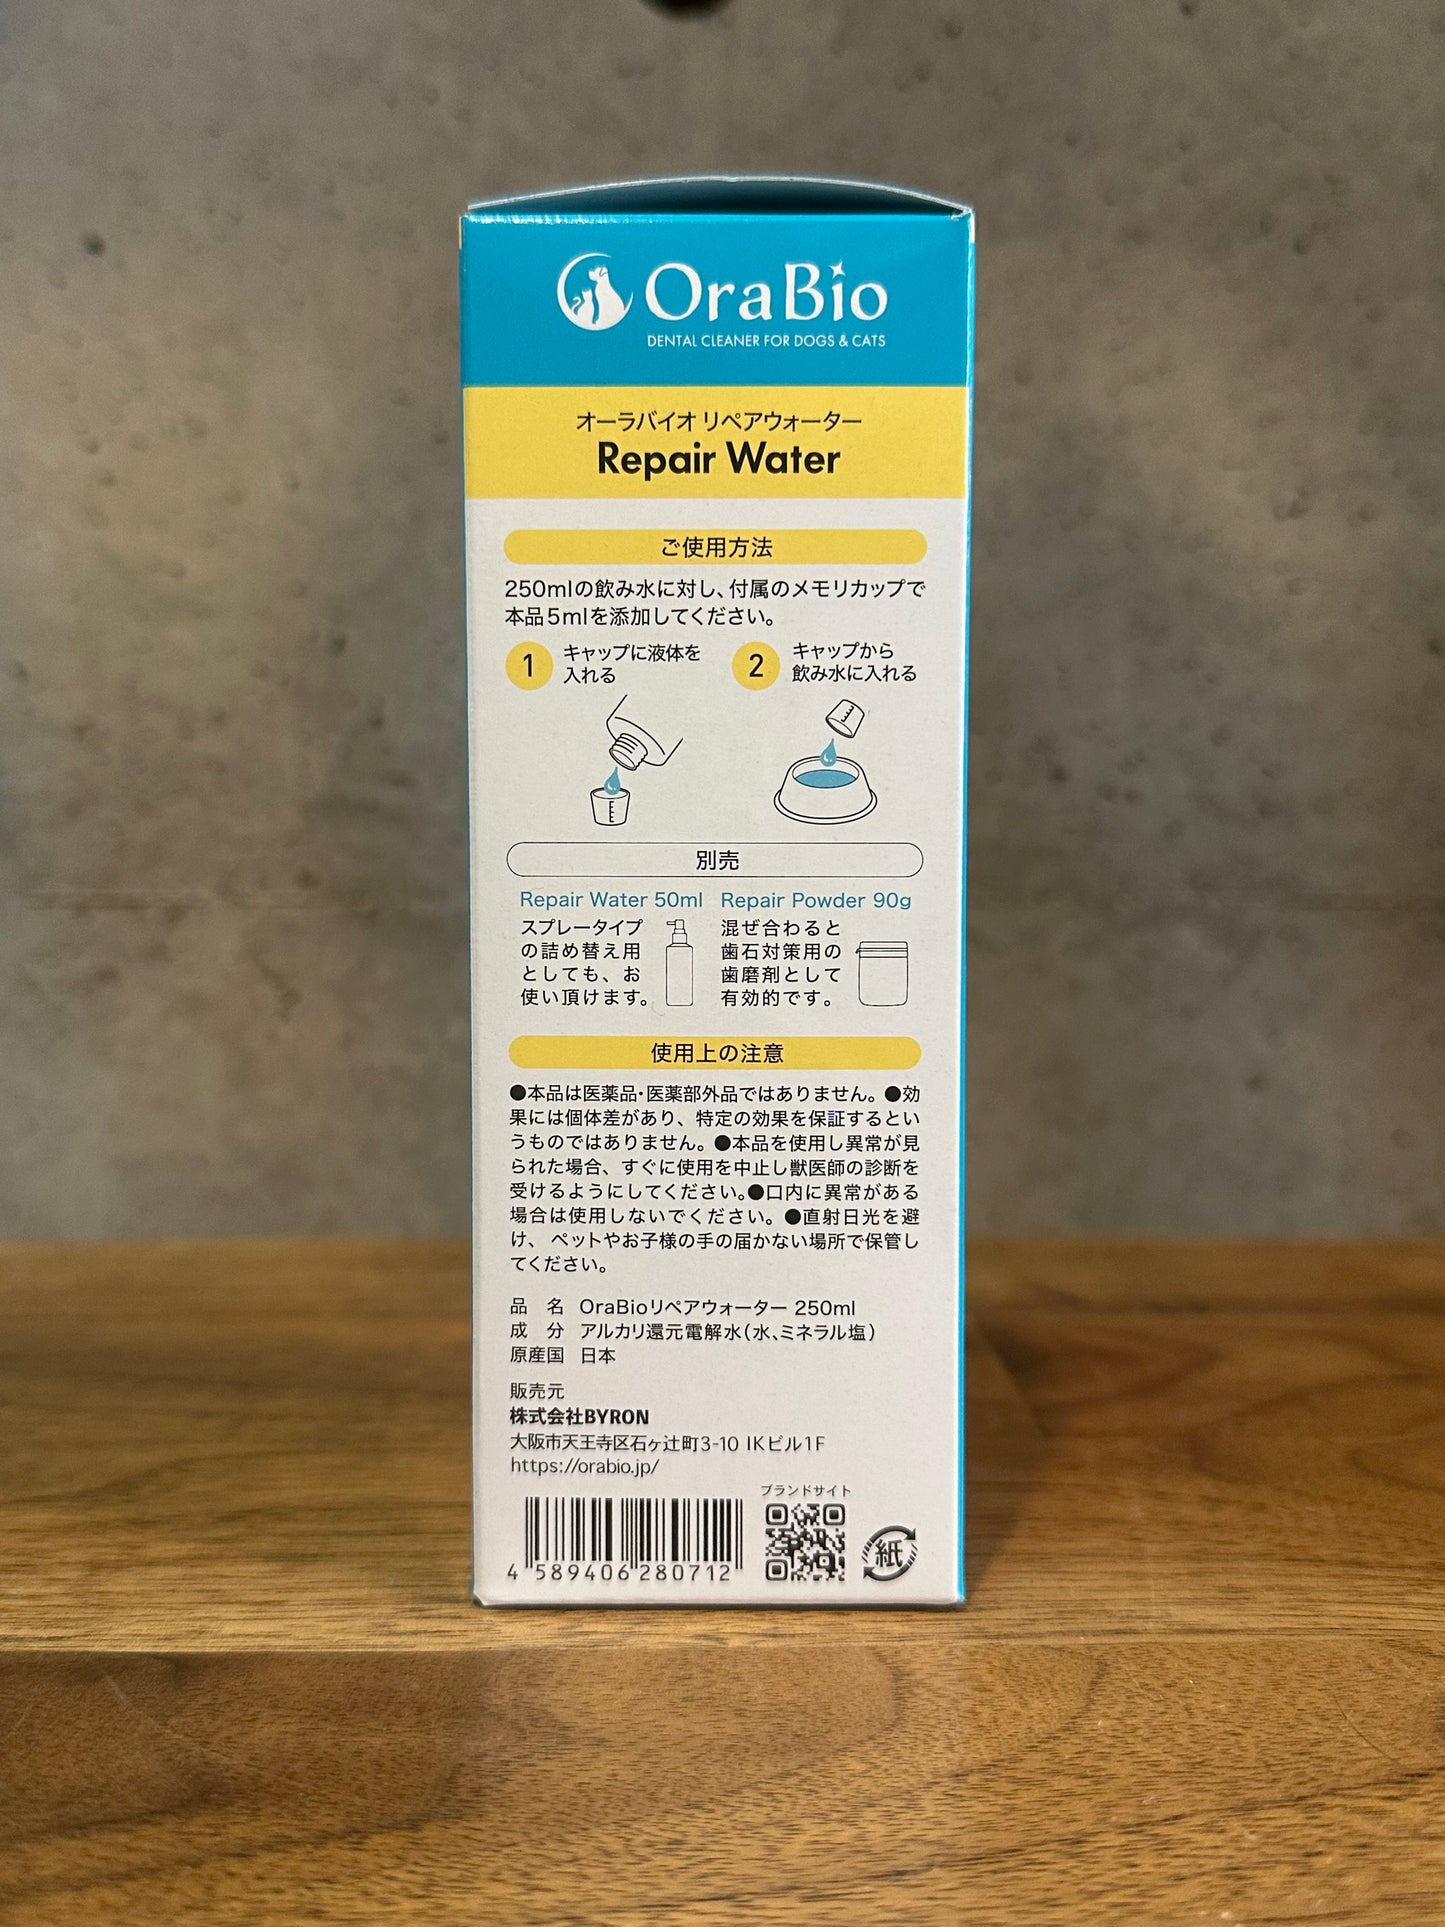 OraBio
DENTAL CLEANER FOR DOGS & CATS
オーラバイオ リペアウォーター
Repair Water
ご使用方法
250mlの飲み水に対し、付属のメモリカップで
本品5mlを添加してください。
1 キャップに液体を
入れる
2 キャップから
飲み水に入れる
別売
Repair Water 50ml
スプレータイプ
の詰め替え用
としても、お
使い頂けます。
Repair Powder 90g
混ぜ合わると
歯石対策用の
歯磨剤として
有効的です。
使用上の注意
●本品は医薬品・医薬部外品ではありません。●効
果には個体差があり、特定の効果を保証するとい
うものではありません。●本品を使用し異常が見
られた場合、すぐに使用を中止し獣医師の診断を
受けるようにしてください。●口内に異常がある
場合は使用しないでください。●直射日光を避
け、ペットやお子様の手の届かない場所で保管し
てください。
品 名 OraBioリペアウォーター 250ml
成 分 アルカリ還元電解水(水、ミネラル塩)
原産国 日本
販売元
株式会社BYRON
大阪市天王寺区石ヶ辻町3-10 IKビル1F
https://orabio.jp/
ブランドサイト
4 589406 280712
紙